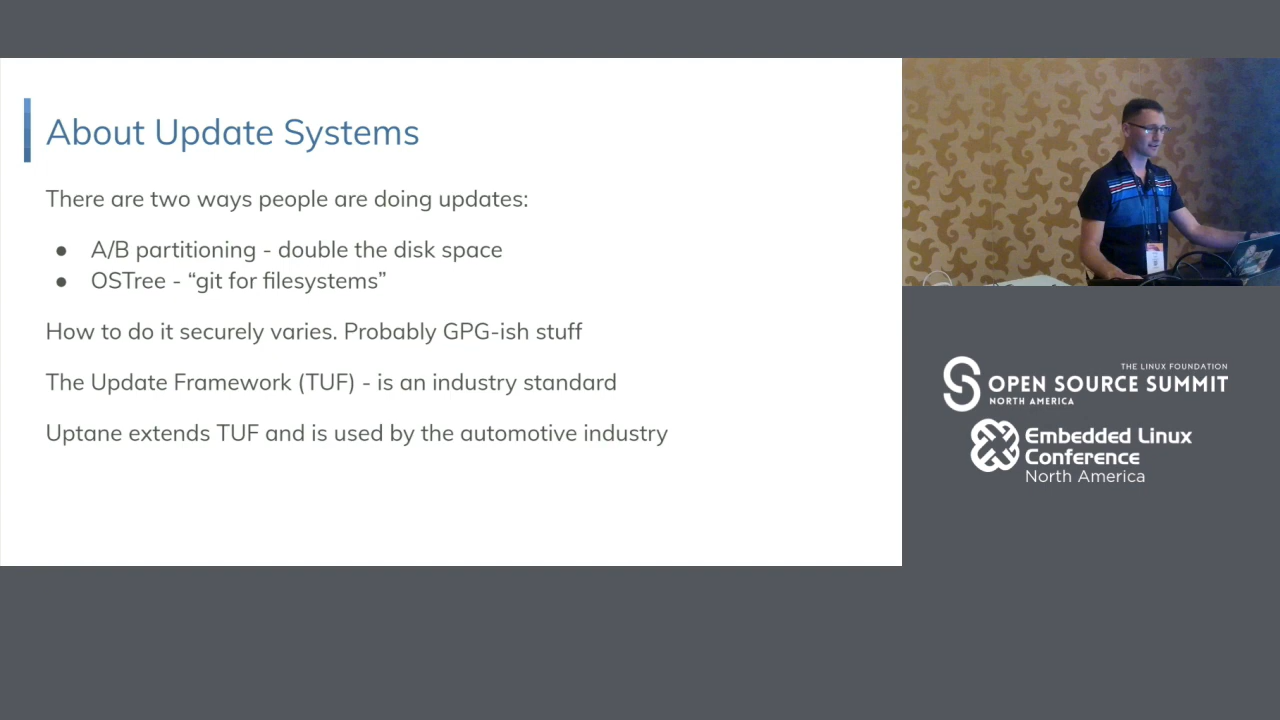 About Update Systems
There are two ways people are doing updates:
● A/B partitioning - double the disk space
● OSTree - “git for filesystems”
How to do it securely varies. Probably GPG-ish stuff
The Update Framework (TUF) - is an industry standard
Uptane extends TUF and is used by the automotive industry
THE LINUX FOUNDATION
OPEN SOURCE SUMMIT
NORTH AMERICA
Embedded Linux
Conference
North America